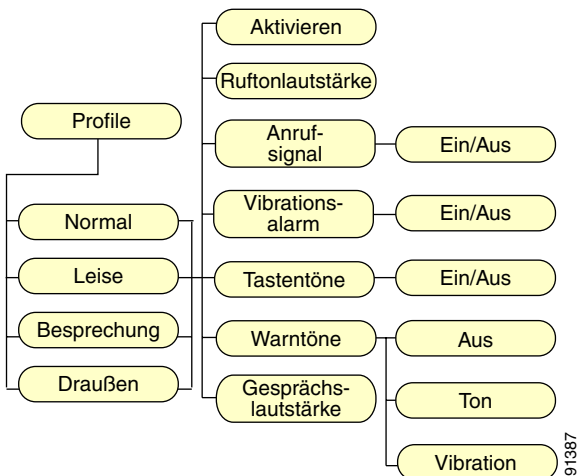 Profile
Normal
Leise
Besprechung
Draußen
Aktivieren
Ruftonlautstärke
Anruf-
signal
Ein/Aus
Vibrations-
alarm
Ein/Aus
Tastentöne
Ein/Aus
Warntöne
Aus
Ton
Vibration
Gesprächs-
lautstärke
91387